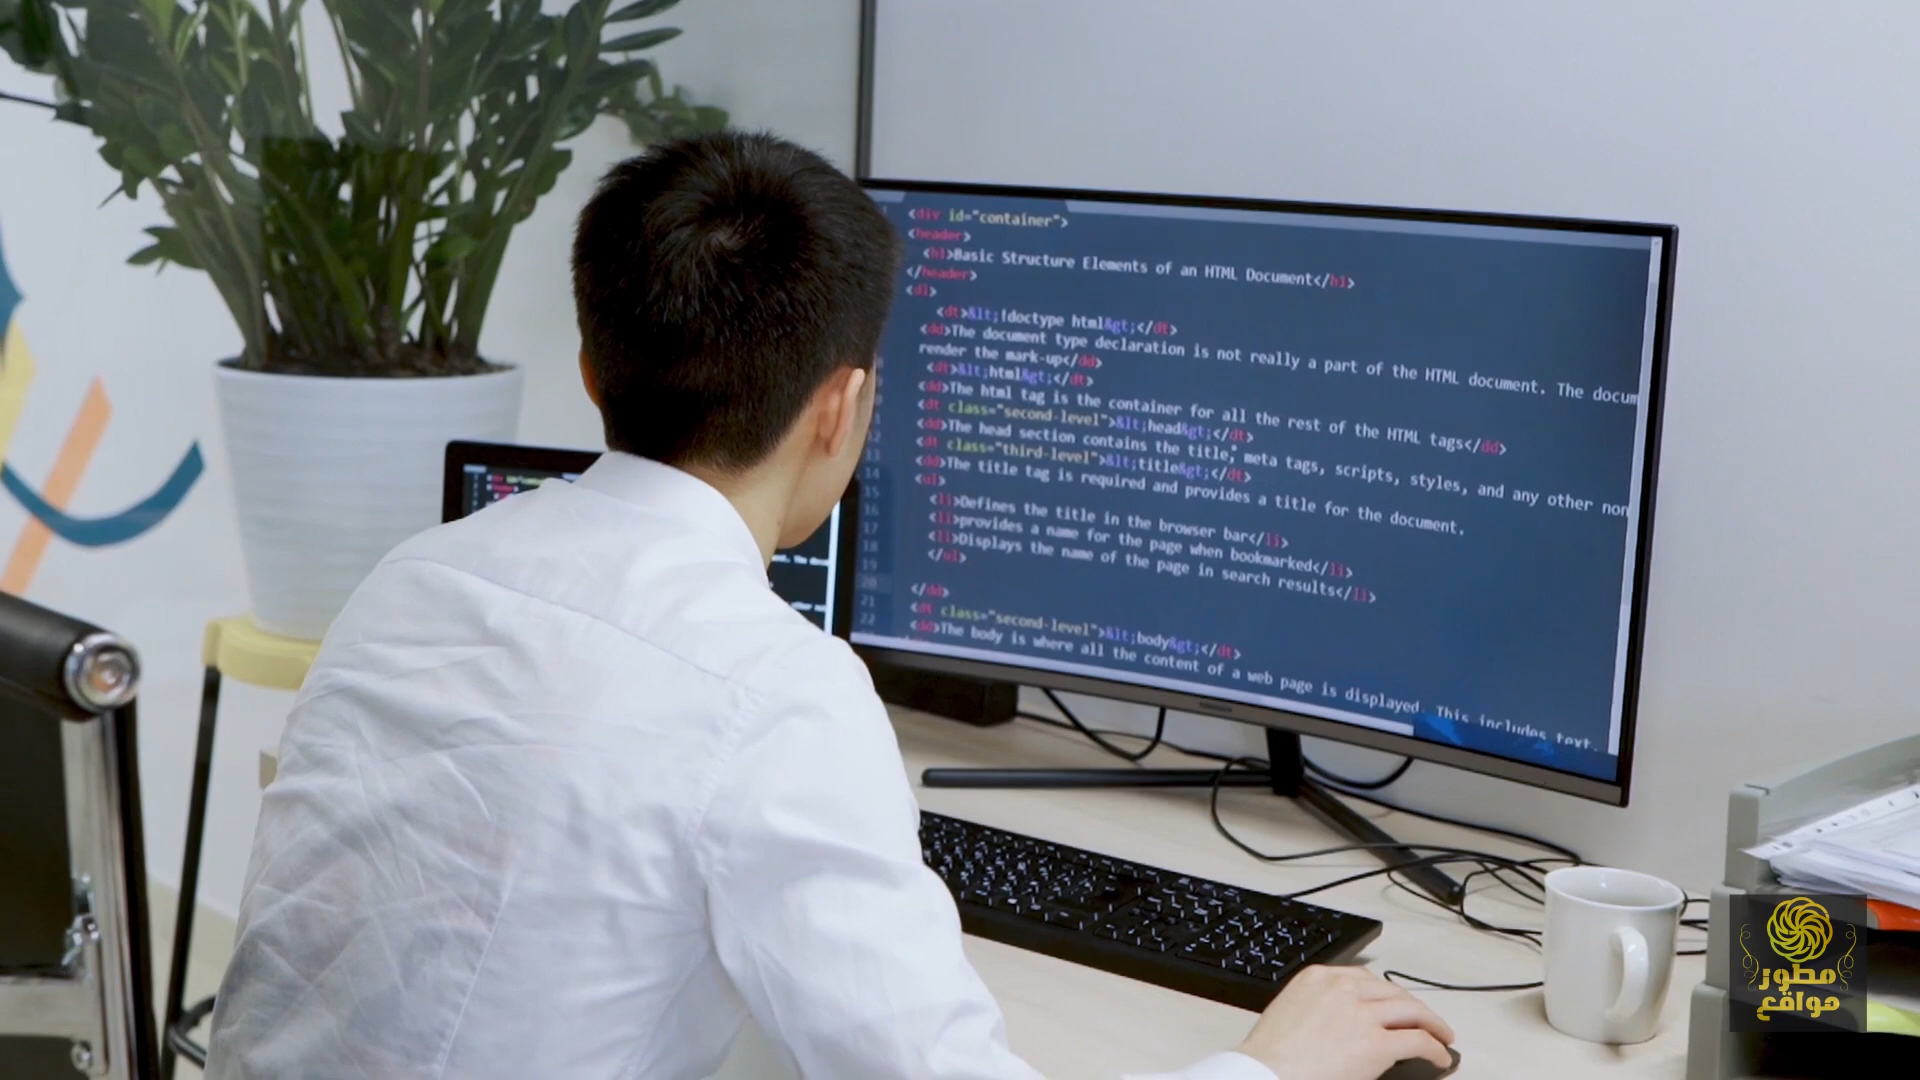 <div id="container">
<header>
<h1>Basic Structure Elements of an HTML Document</h1>
</header>
<dl>
<dt>&lt;!doctype html&gt;</dt>
<dd>The document type declaration is not really a part of the HTML document. The docum
render the mark-up</dd>
<dt>&lt;html&gt;</dt>
<dd>The html tag is the container for all the rest of the HTML tags</dd>
<dt class="second-level">&lt;head&gt;</dt>
<dd>The head section contains the title, meta tags, scripts, styles, and any other non
<dt class="third-level">&lt;title&gt;</dt>
<dd>The title tag is required and provides a title for the document.
<ul>
<li>Defines the title in the browser bar</li>
<li>provides a name for the page when bookmarked</li>
<li>Displays the name of the page in search results</li>
</ul>
</dd>
<dt class="second-level">&lt;body&gt;</dt>
<dd>The body is where all the content of a web page is displayed. This includes text,
مطور
مواقع